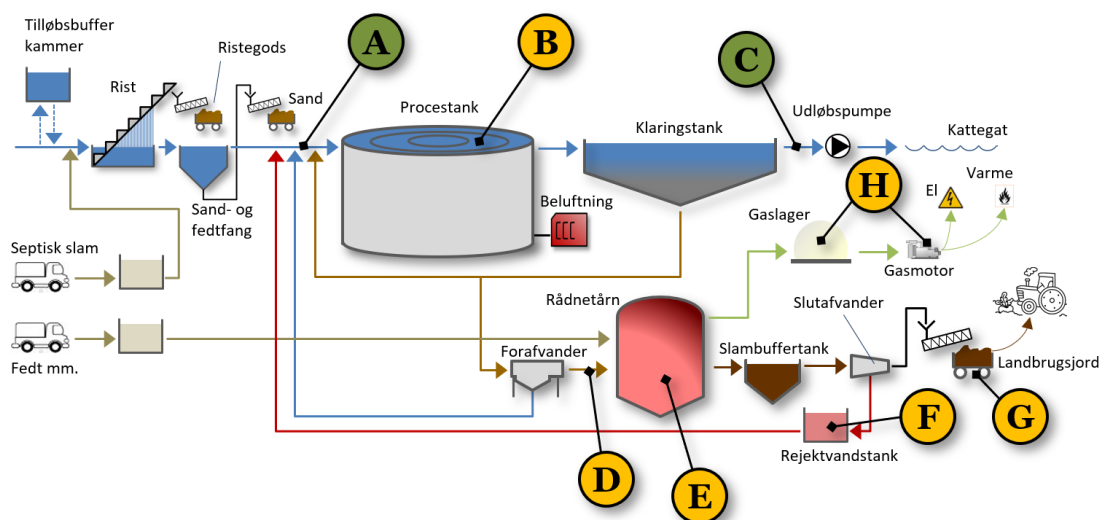 Tilløbsbuffer
kammer
Rist
Ristegods
Sand
A
B
C
Procestank
Klaringstank
Udløbspumpe
Kattegat
Sand- og
fedtfang
Beluftning
Gaslager
H
El
Varme
Gasmotor
Septisk slam
Fedt mm.
Rådnetårn
Forafvander
Slambuffertank
Slutafvander
Landbrugsjord
Rejektvandstank
D
E
F
G